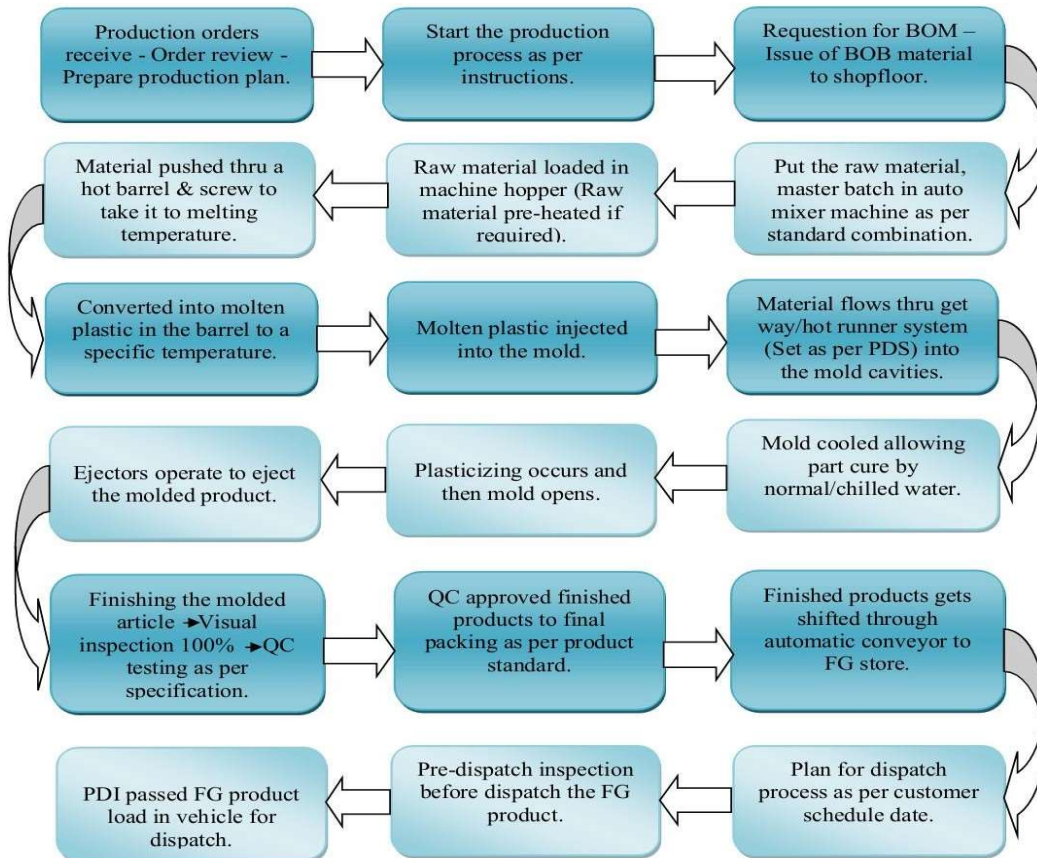 Production orders
receive - Order review -
Prepare production plan.
Start the production
process as per
instructions.
Requestion for BOM –
Issue of BOB material
to shopfloor.
Put the raw material,
master batch in auto
mixer machine as per
standard combination.
Raw material loaded in
machine hopper (Raw
material pre-heated if
required).
Material pushed thru a
hot barrel & screw to
take it to melting
temperature.
Converted into molten
plastic in the barrel to a
specific temperature.
Molten plastic injected
into the mold.
Material flows thru get
way/hot runner system
(Set as per PDS) into
the mold cavities.
Mold cooled allowing
part cure by
normal/chilled water.
Plasticizing occurs and
then mold opens.
Ejectors operate to eject
the molded product.
Finishing the molded
article →Visual
inspection 100% →QC
testing as per
specification.
QC approved finished
products to final
packing as per product
standard.
Finished products gets
shifted through
automatic conveyor to
FG store.
Plan for dispatch
process as per customer
schedule date.
Pre-dispatch inspection
before dispatch the FG
product.
PDI passed FG product
load in vehicle for
dispatch.